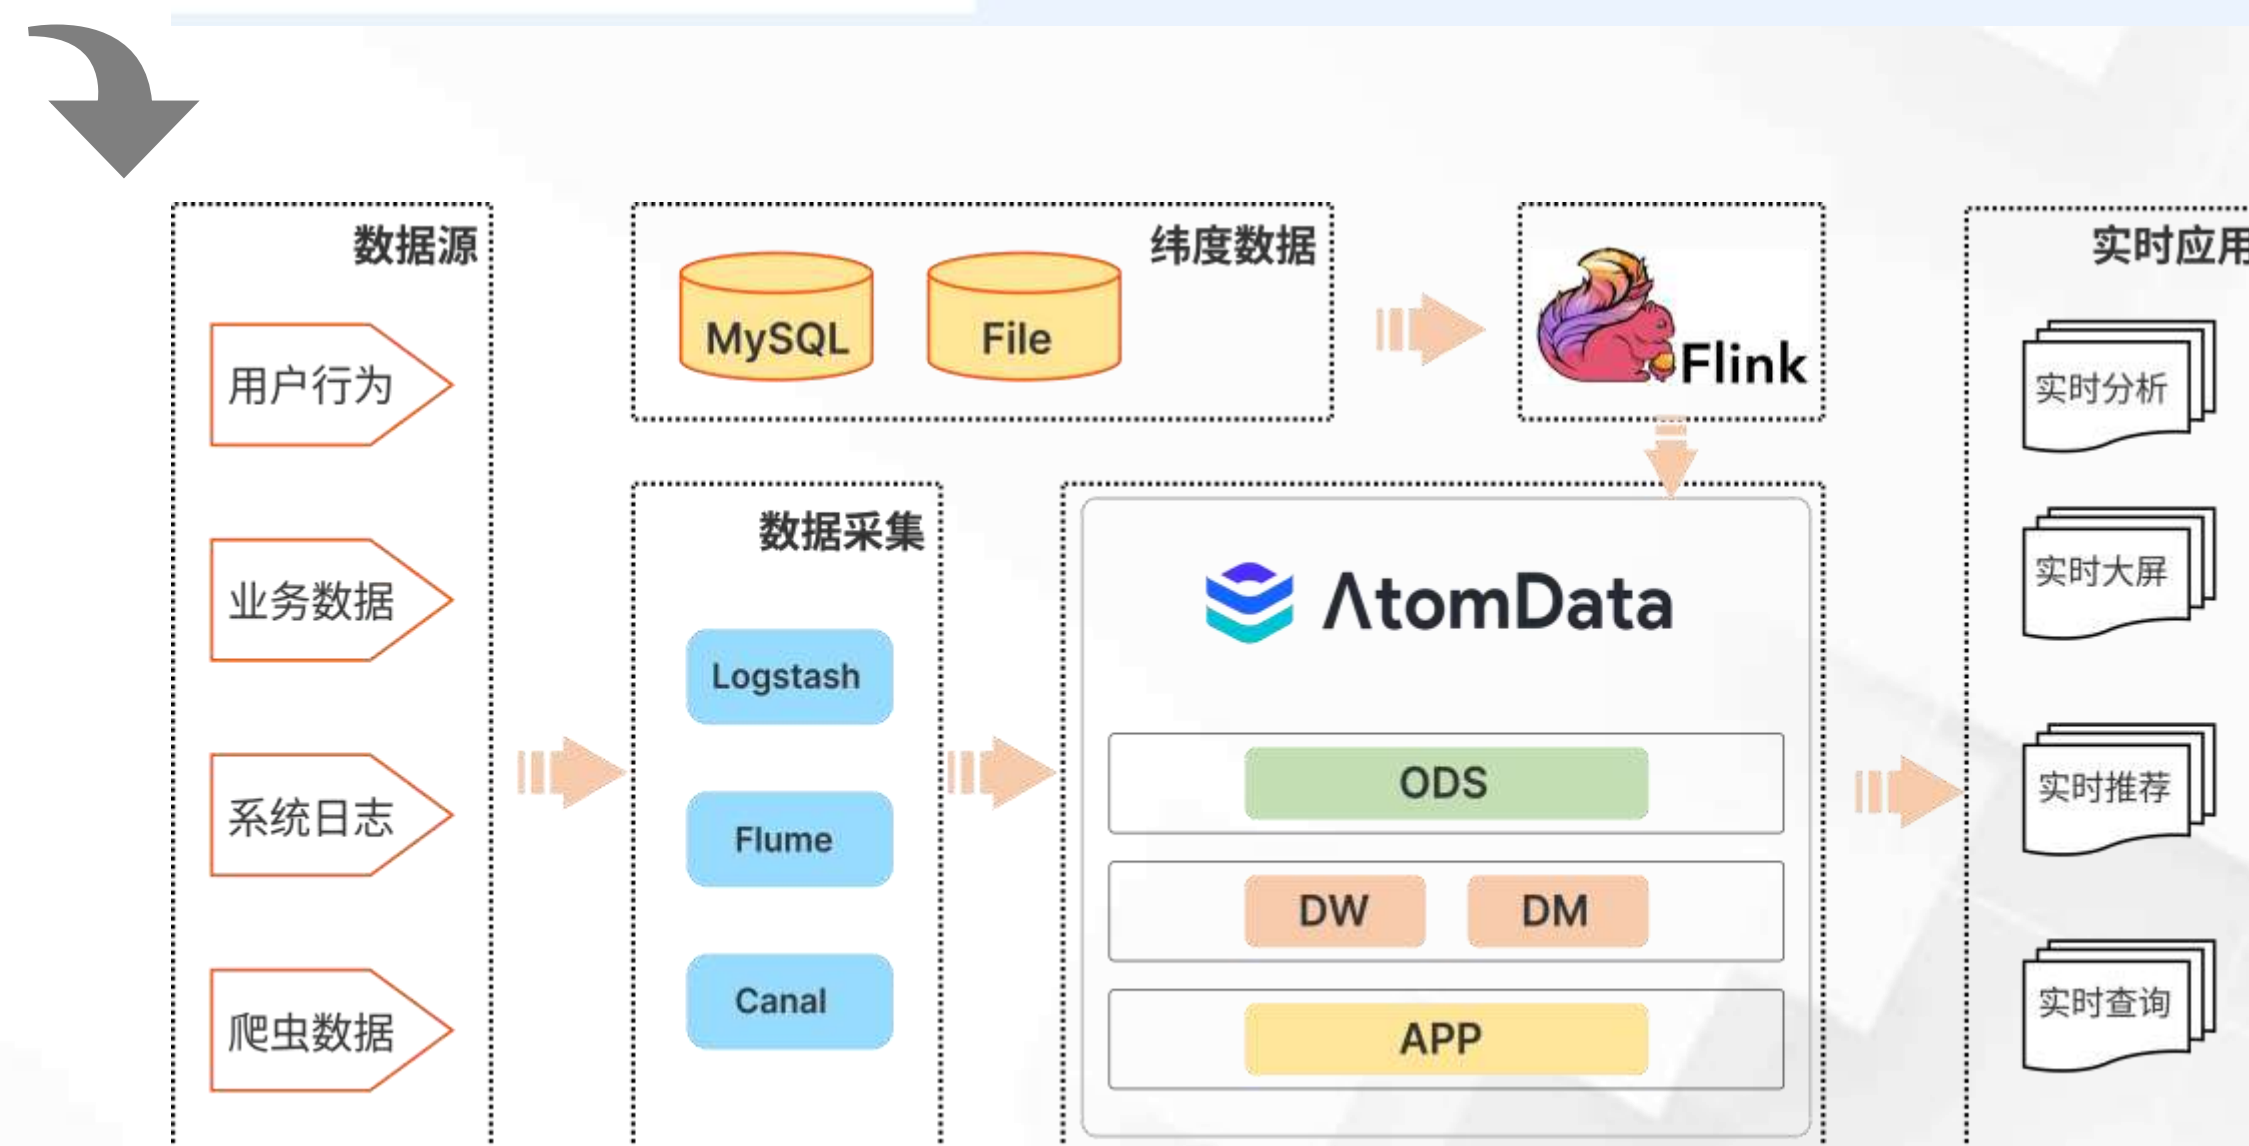 数据源
用户行为
业务数据
系统日志
爬虫数据
纬度数据
MySQL
File
Flink
数据采集
Logstash
Flume
Canal
AtomData
ODS
DW
DM
APP
实时应用
实时分析
实时大屏
实时推荐
实时查询